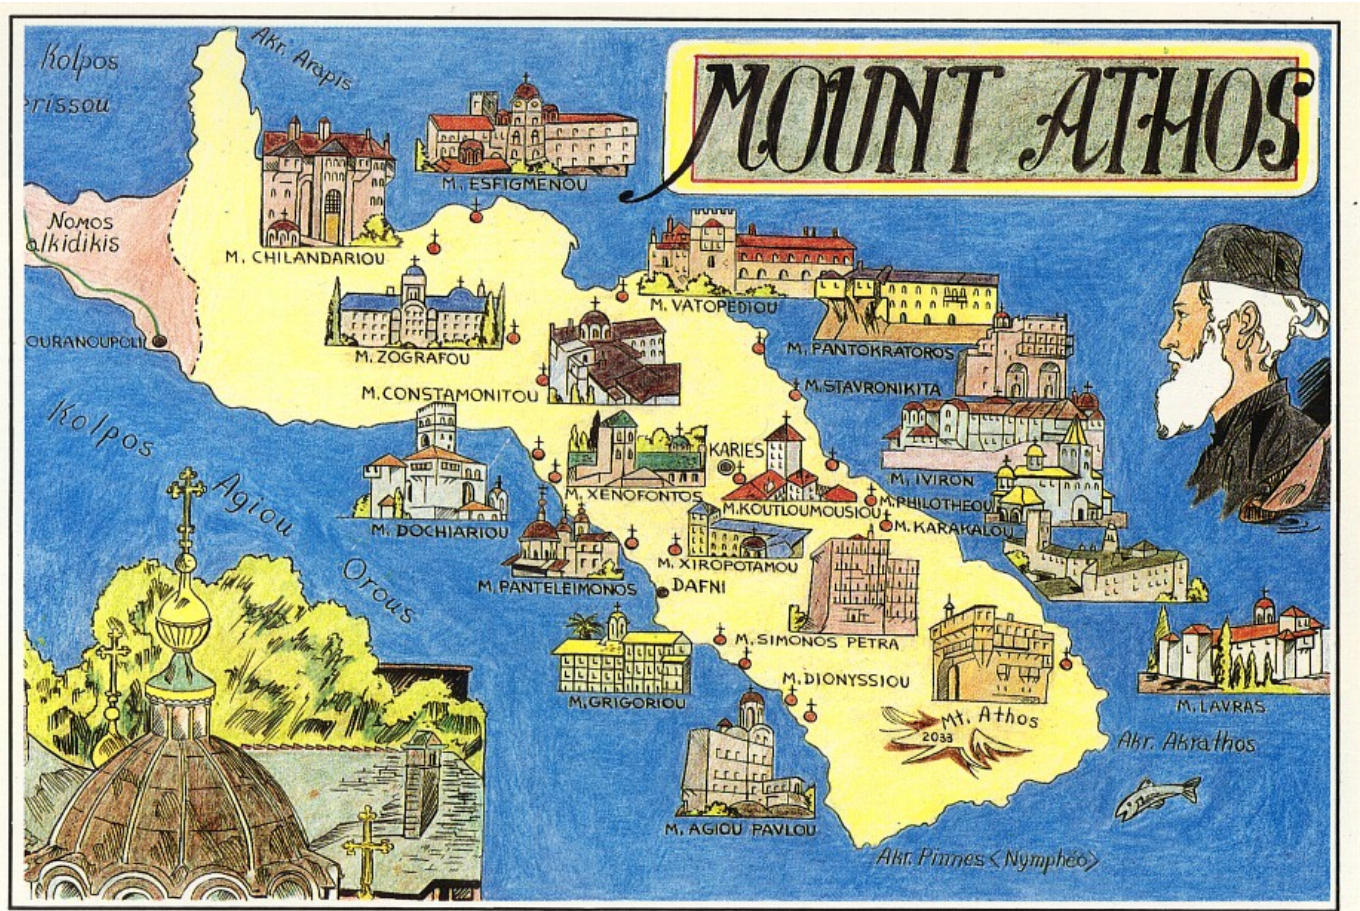 MOUNT ATHOS
Kolpos
rissou
Akr. Arapis
M. ESFIGMENOU
NOMOS
alkidikis
M. CHILANDARIOU
M. VATOPEDIOU
OURANOUPOLI
M. ZOGRAFOU
M. PANTOKRATOROS
M. CONSTAMONITOU
M. STAVRONIKITA
Kolpos
Agiou
Orous
KARIES
M. XENOFONTOS
M. IVIRON
M. KOUTLOUMOUSIOU
M. PHILOTHEOU
M. DOCHIARIOU
M. KARAKALOU
M. XIROPOTAMOU
M. PANTELEIMONOS
DAFNI
M. SIMONOS PETRA
M. DIONYSSIOU
M. GRIGORIOU
M. LAVRAS
Mt. Athos
2033
Akr. Akrathos
M. AGIOU PAVLOU
Akr. Pinnes <Nymphéo>